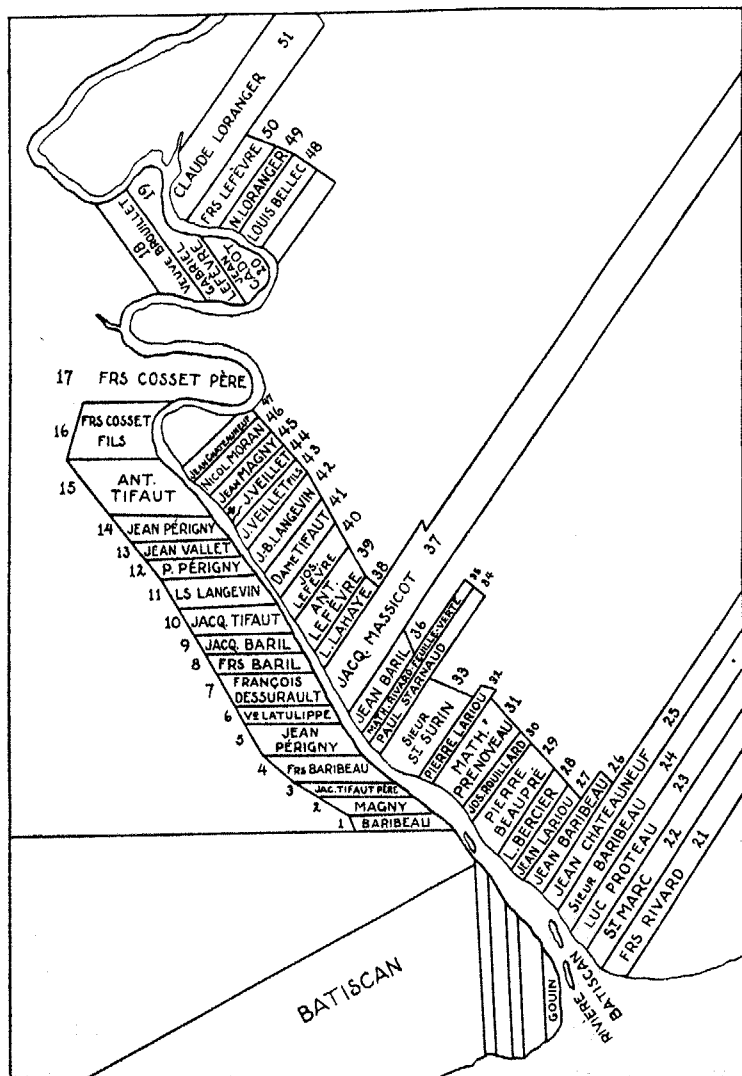 CLAUDE LORANGER 51
FRS LEFÈVRE 50
N. LORANGER 49
LOUIS BELLEC 48
18 VEUVE BROUILLET
19 GABRIEL
LEFÈVRE
JEAN
CADOT
20
17 FRS COSSET PÈRE
16 FRS COSSET
FILS
15 ANT.
TIFAUT
14 JEAN PÉRIGNY
13 JEAN VALLET
12 P. PÉRIGNY
11 LS LANGEVIN
10 JACQ. TIFAUT
9 JACQ. BARIL
8 FRS BARIL
7 FRANÇOIS
DESSURAULT
6 VE LATULIPPE
5 JEAN
PÉRIGNY
4 FRS BARIBEAU
3 JAC. TIFAUT PÈRE
2 MAGNY
1 BARIBEAU
JEAN CHATEAUNEUF 47
NICOL MORAN 46
JEAN MAGNY 45
J. VEILLET 44
J. VEILLET FILS 43
J-B. LANGEVIN 42
DAME TIFAUT 41
JOS.
LEFÈVRE 40
ANT.
LEFÈVRE 39
L. LAHAYE 38
JACQ. MASSICOT 37
JEAN BARIL 36
MATH. RIVARD-FEUILLE-VERTE 35
PAUL ST ARNAUD 34
SIEUR
ST SURIN 33
PIERRE LARIOU 32
MATH.
PRENOVEAU 31
ROUILLARD 30
PIERRE
BEAUPRÉ 29
L. BERCIER 28
JEAN LARIOU 27
JEAN BARIBEAU 26
JEAN CHATEAUNEUF 25
SIEUR BARIBEAU 24
LUC PROTEAU 23
ST MARC 22
FRS RIVARD 21
BATISCAN
GOUIN
RIVIÈRE
BATISCAN